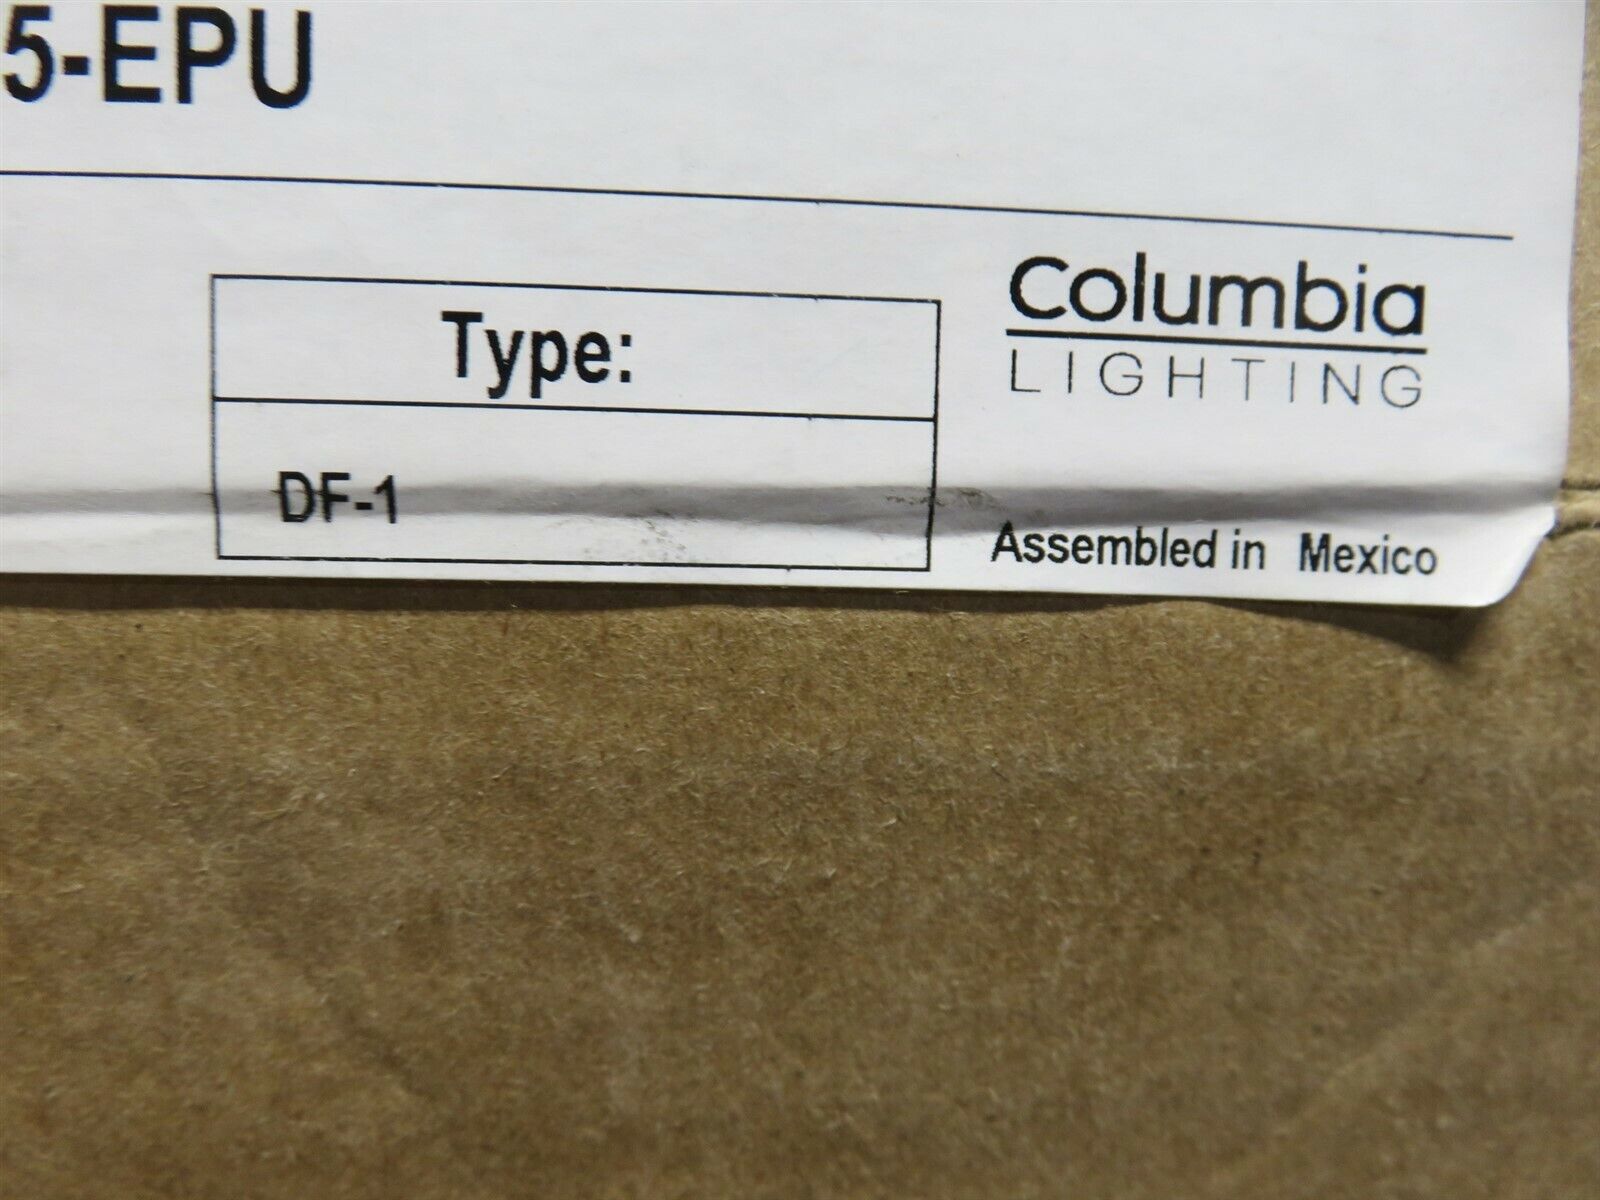 5-EPU
Type:
DF-1
Columbia
LIGHTING
Assembled in Mexico